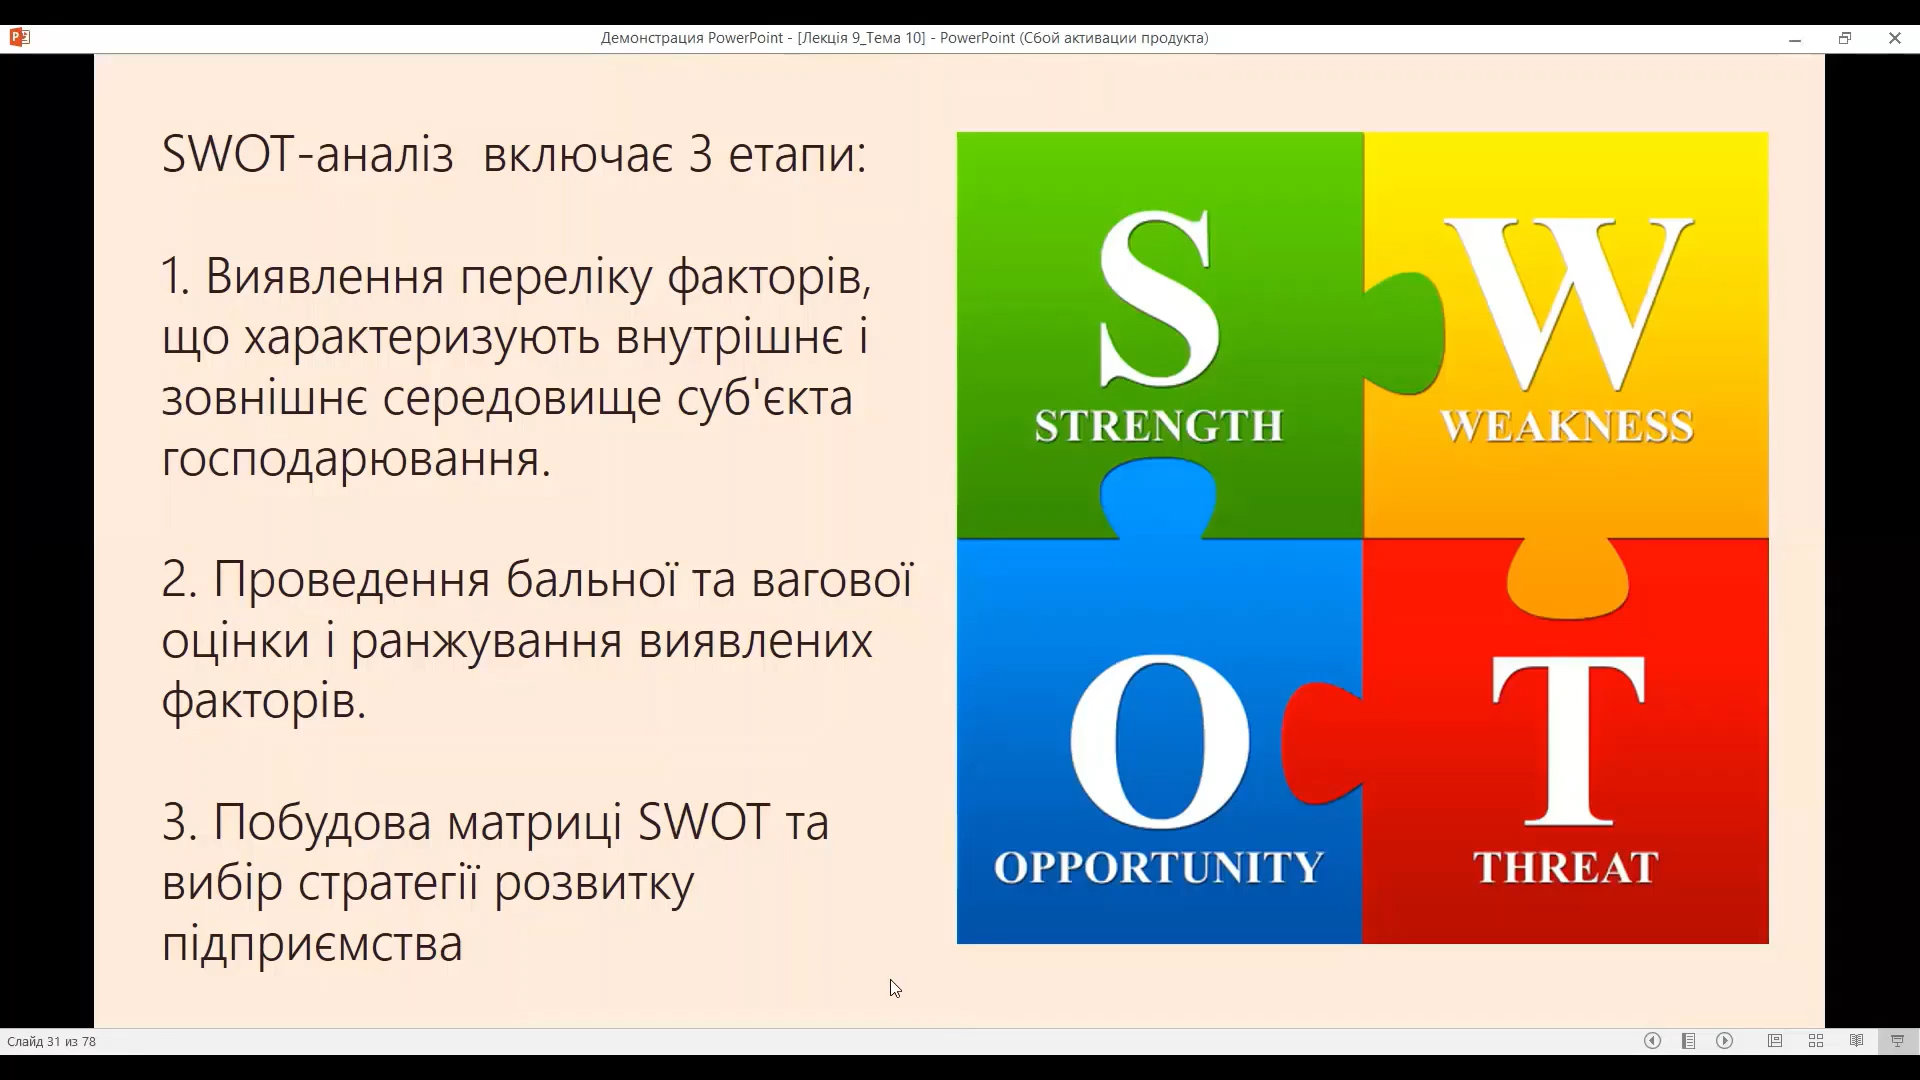 Демонстрация PowerPoint - [Лекція 9_Тема 10] - PowerPoint (Сбой активации продукта)
SWOT-аналіз  включає 3 етапи:
1. Виявлення переліку факторів,
що характеризують внутрішнє і
зовнішнє середовище суб'єкта
господарювання.
2. Проведення бальної та вагової
оцінки і ранжування виявлених
факторів.
3. Побудова матриці SWOT та
вибір стратегії розвитку
підприємства
S
STRENGTH
W
WEAKNESS
O
OPPORTUNITY
T
THREAT
Слайд 31 из 78